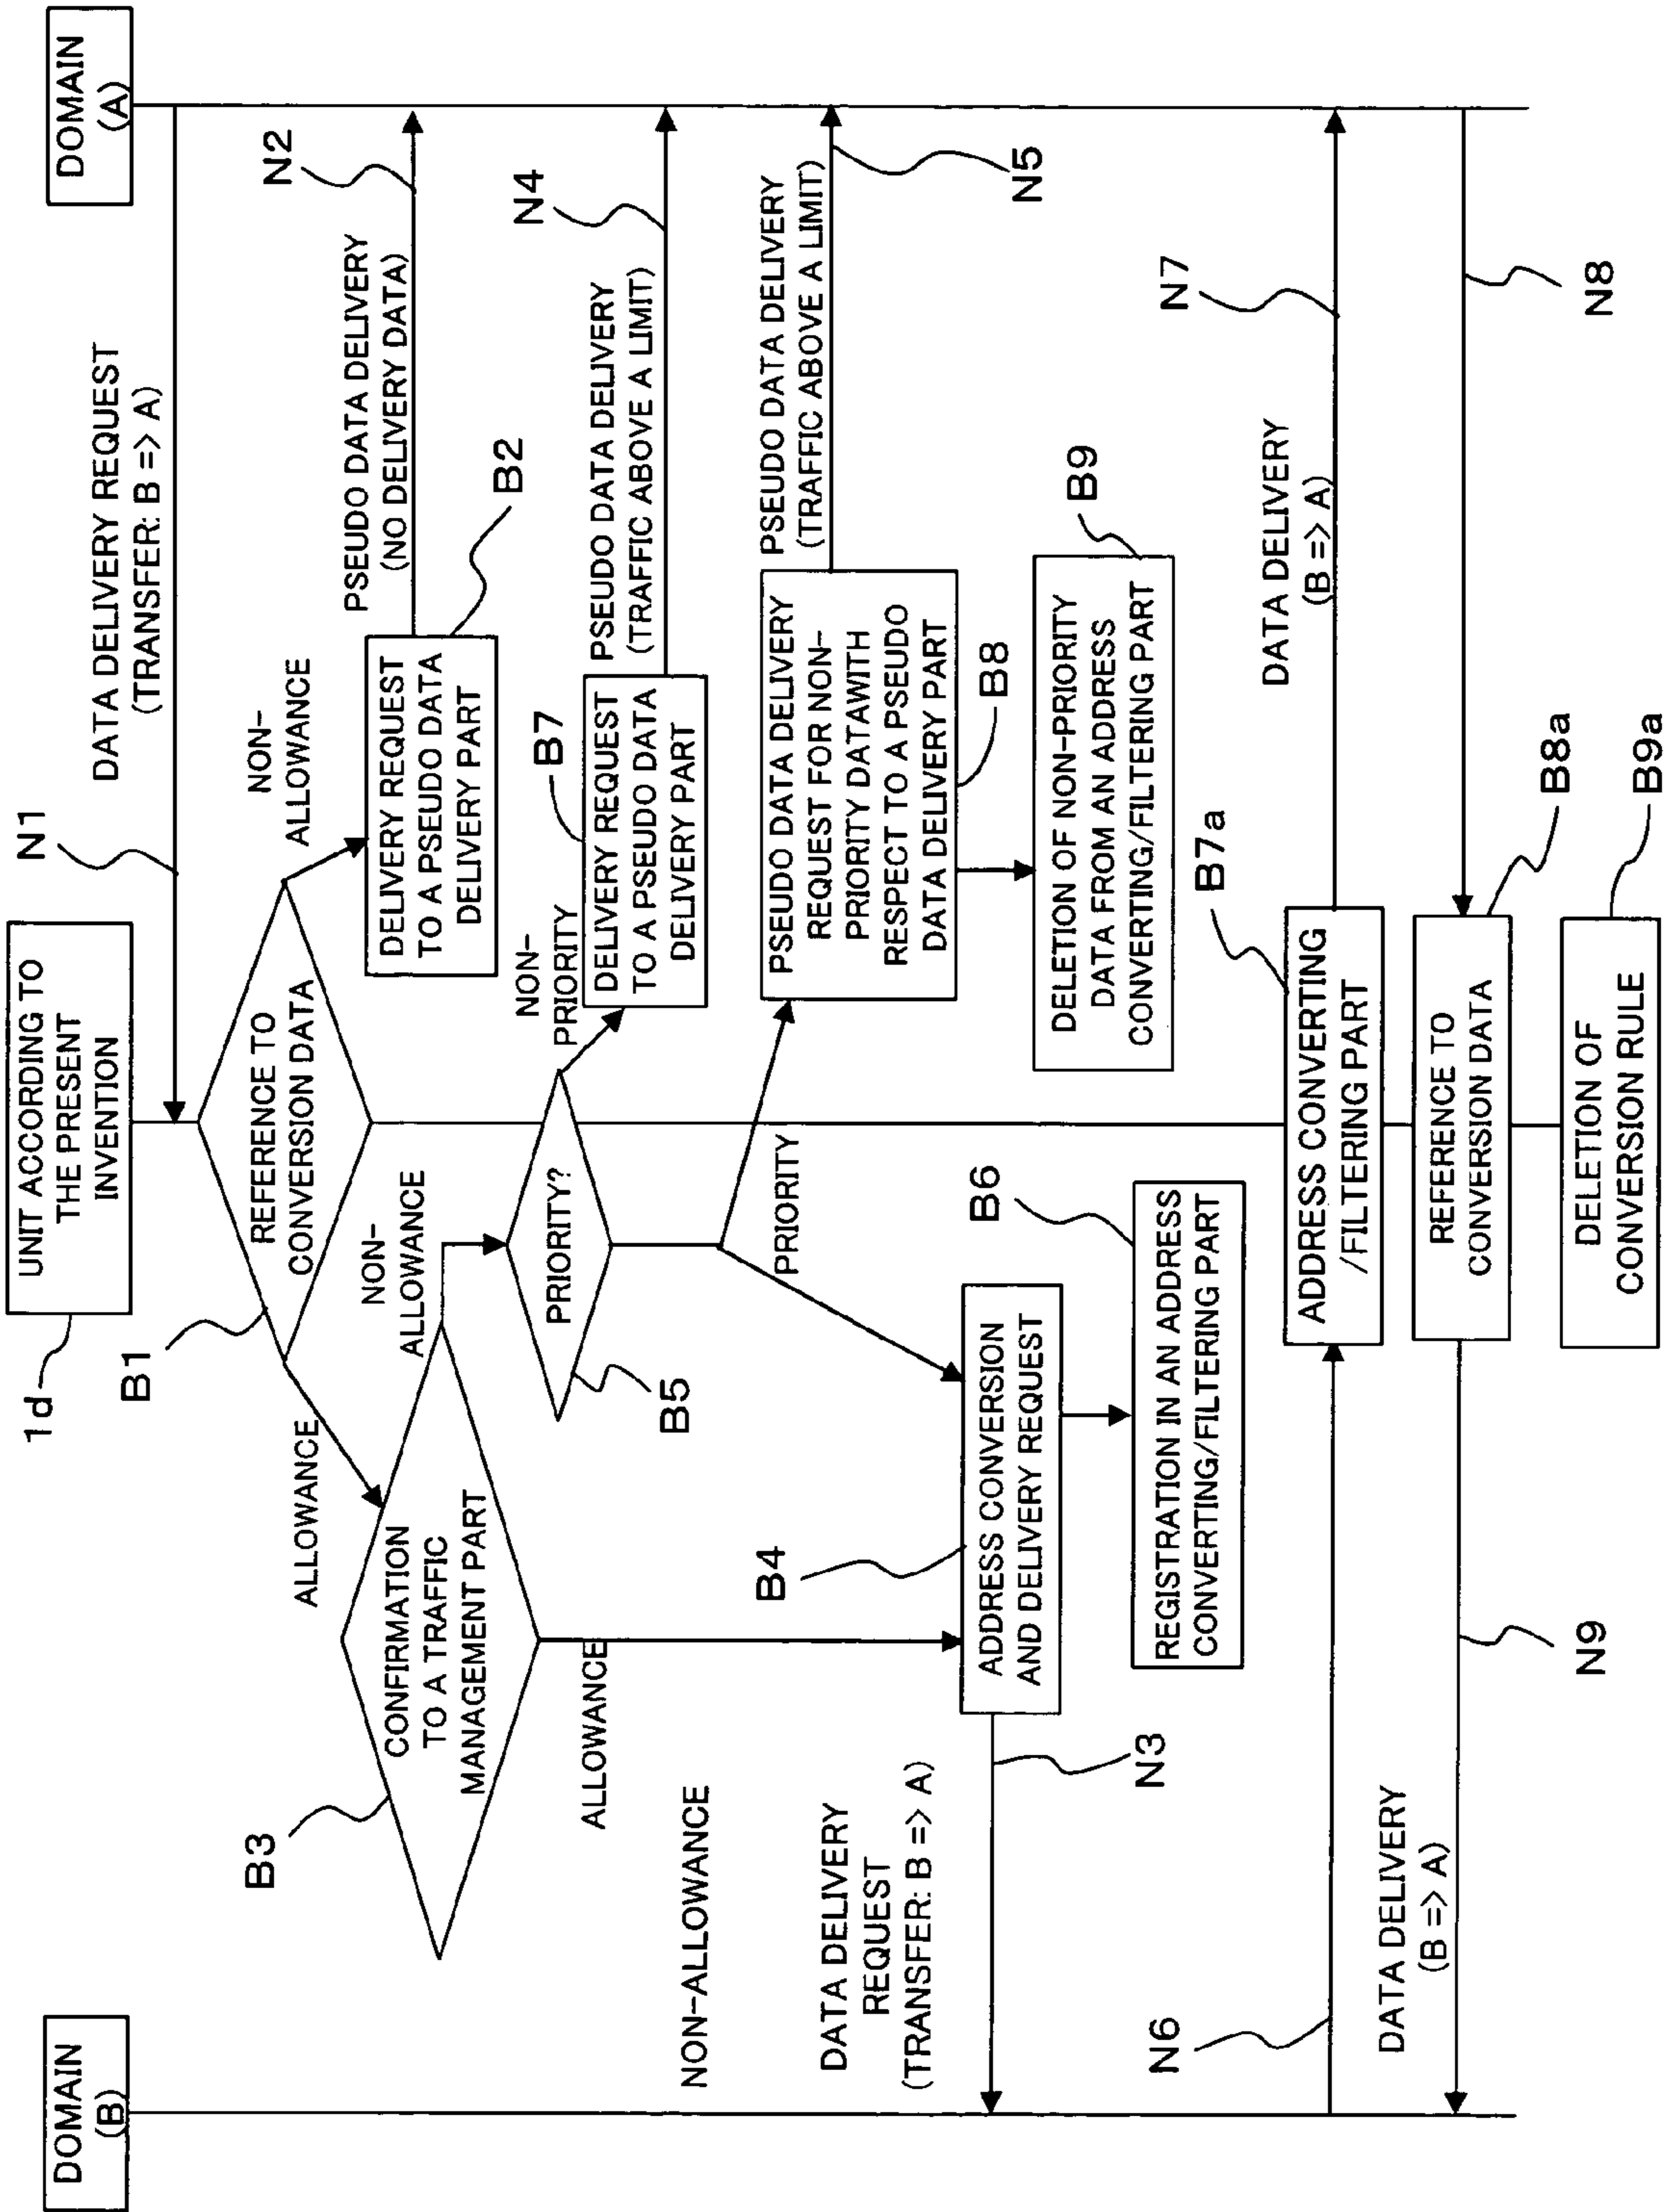 DOMAIN
(B)
UNIT ACCORDING TO
THE PRESENT
INVENTION
1d
DOMAIN
(A)
N1
DATA DELIVERY REQUEST
(TRANSFER: B => A)
B1
REFERENCE TO
CONVERSION DATA
ALLOWANCE
NON-
ALLOWANCE
PSEUDO DATA DELIVERY
(NO DELIVERY DATA)
N2
DELIVERY REQUEST
TO A PSEUDO DATA
DELIVERY PART
B2
B3
CONFIRMATION
TO A TRAFFIC
MANAGEMENT PART
NON-
ALLOWANCE
ALLOWANCE
PRIORITY?
B5
NON-
PRIORITY
B7
DELIVERY REQUEST
TO A PSEUDO DATA
DELIVERY PART
PSEUDO DATA DELIVERY
(TRAFFIC ABOVE A LIMIT)
N4
NON-ALLOWANCE
PRIORITY
PSEUDO DATA DELIVERY
REQUEST FOR NON-
PRIORITY DATAWITH
RESPECT TO A PSEUDO
DATA DELIVERY PART
B8
PSEUDO DATA DELIVERY
(TRAFFIC ABOVE A LIMIT)
N5
DATA DELIVERY
REQUEST
(TRANSFER: B => A)
N3
B4
ADDRESS CONVERSION
AND DELIVERY REQUEST
B6
REGISTRATION IN AN ADDRESS
CONVERTING/FILTERING PART
B9
DELETION OF NON-PRIORITY
DATA FROM AN ADDRESS
CONVERTING/FILTERING PART
N6
ADDRESS CONVERTING
/FILTERING PART
B7a
DATA DELIVERY
(B => A)
N7
DATA DELIVERY
(B => A)
N9
REFERENCE TO
CONVERSION DATA
B8a
N8
DELETION OF
CONVERSION RULE
B9a